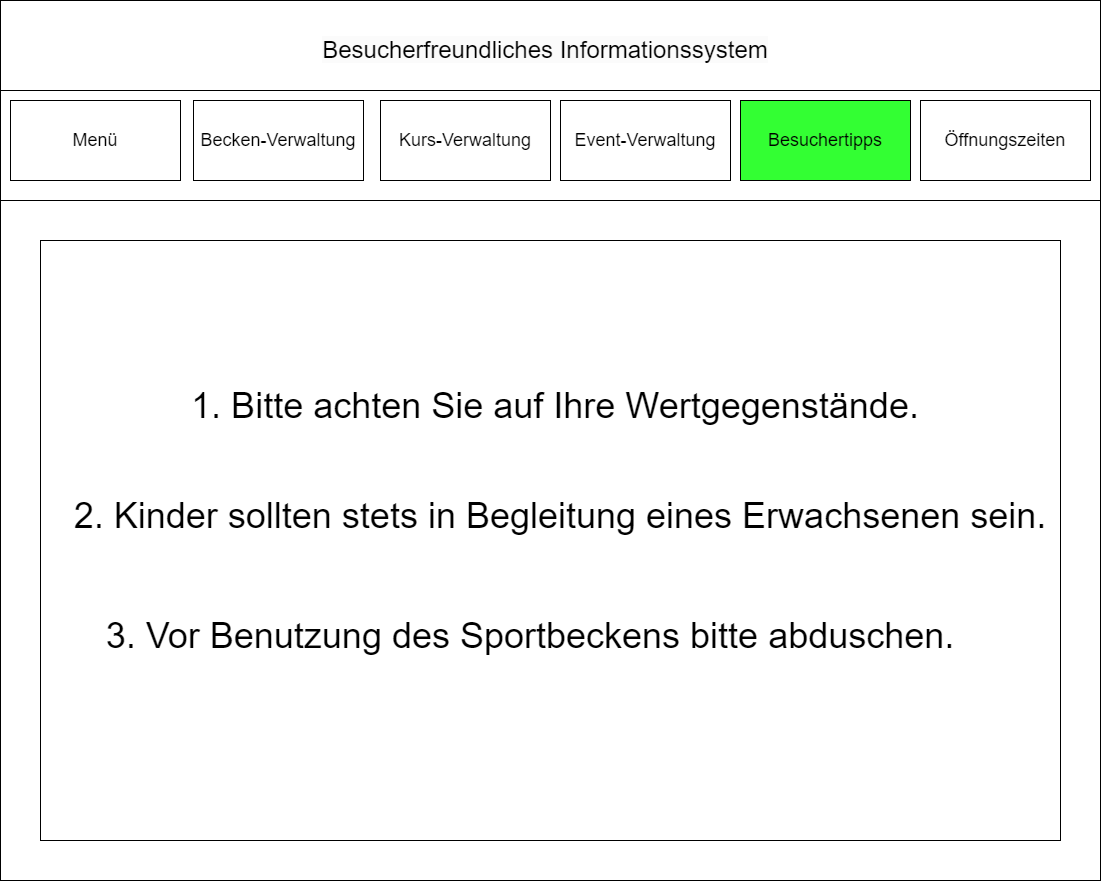 Besucherfreundliches Informationssystem
Menü
Becken-Verwaltung
Kurs-Verwaltung
Event-Verwaltung
Besuchertipps
Öffnungszeiten
1. Bitte achten Sie auf Ihre Wertgegenstände.
2. Kinder sollten stets in Begleitung eines Erwachsenen sein.
3. Vor Benutzung des Sportbeckens bitte abduschen.